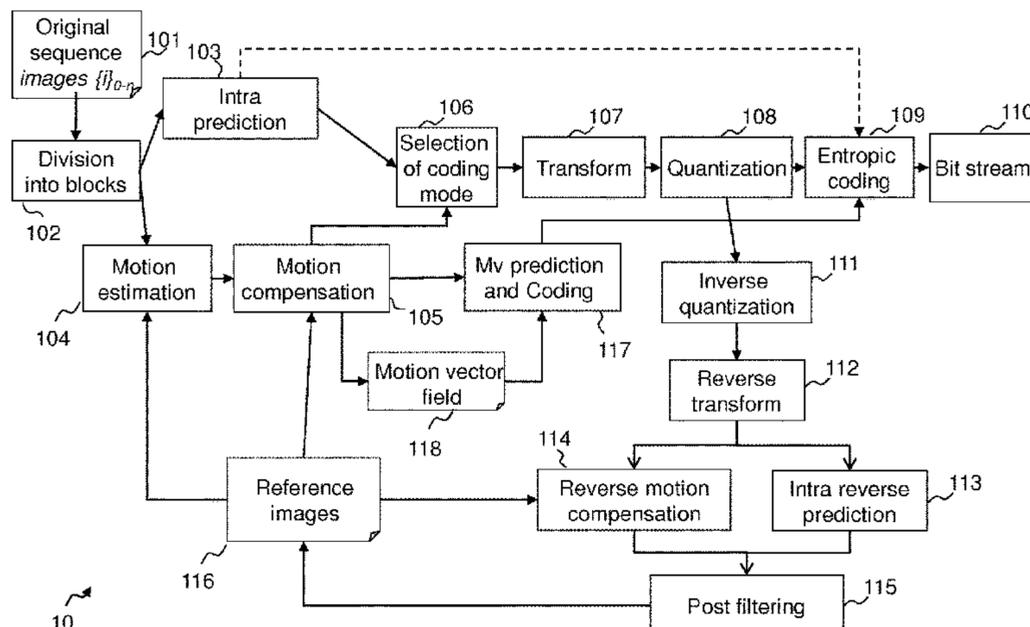 Original
sequence
images {i}0-n
101
103
Intra
prediction
106
Selection
of coding
mode
107
Transform
108
Quantization
109
Entropic
coding
110
Bit stream
Division
into blocks
102
Motion
estimation
104
Motion
compensation
105
Mv prediction
and Coding
117
Inverse
quantization
111
Motion vector
field
118
Reverse
transform
112
Reference
images
116
114
Reverse motion
compensation
Intra reverse
prediction
113
Post filtering
115
10